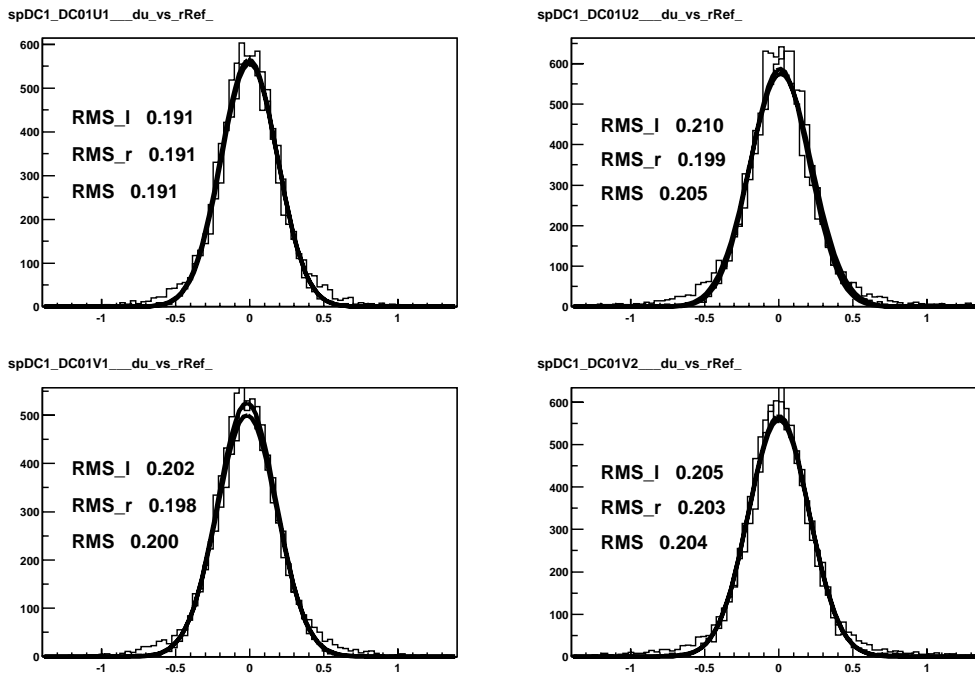 spDC1_DC01U1___du_vs_rRef_
600
500
400
300
200
100
0
RMS_l 0.191
RMS_r 0.191
RMS 0.191
-1 -0.5 0 0.5 1
spDC1_DC01U2___du_vs_rRef_
600
500
400
300
200
100
0
RMS_l 0.210
RMS_r 0.199
RMS 0.205
-1 -0.5 0 0.5 1
spDC1_DC01V1___du_vs_rRef_
500
400
300
200
100
0
RMS_l 0.202
RMS_r 0.198
RMS 0.200
-1 -0.5 0 0.5 1
spDC1_DC01V2___du_vs_rRef_
600
500
400
300
200
100
0
RMS_l 0.205
RMS_r 0.203
RMS 0.204
-1 -0.5 0 0.5 1